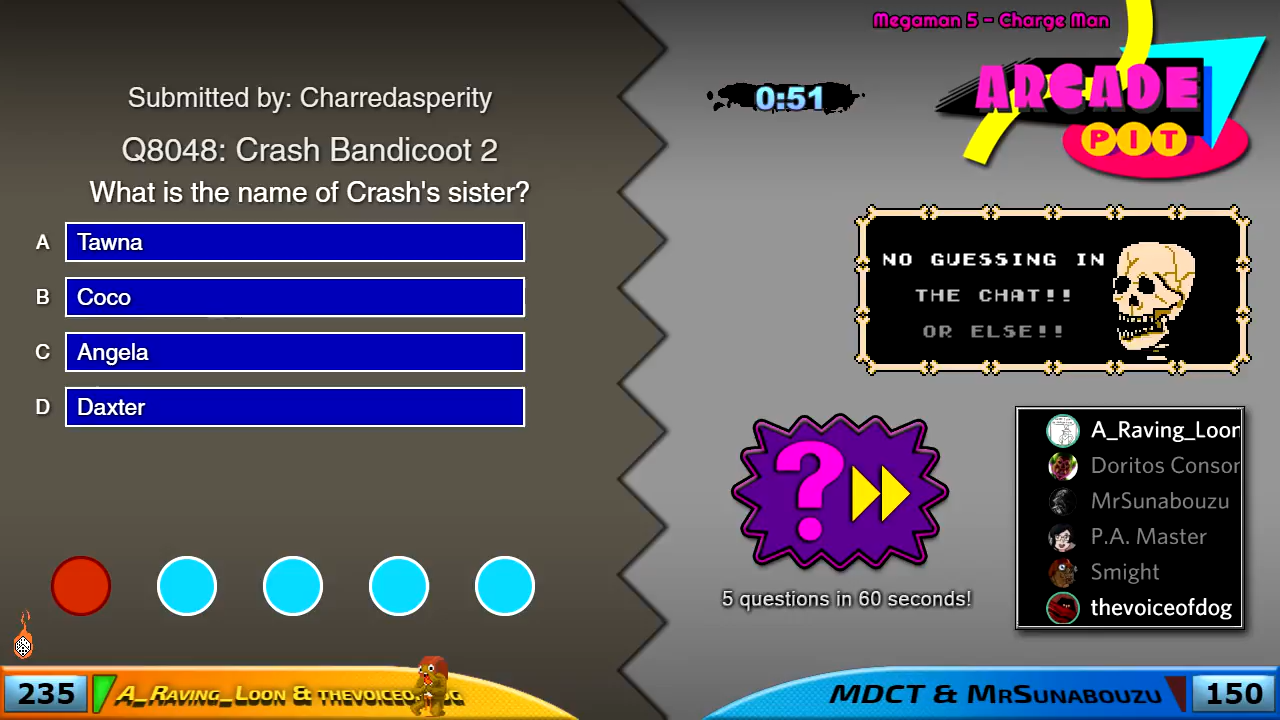 Megaman 5 - Charge Man
ARCADE
PIT
0:51
Submitted by: Charredasperity
Q8048: Crash Bandicoot 2
What is the name of Crash's sister?
A Tawna
B Coco
C Angela
D Daxter
NO GUESSING IN
THE CHAT!!
OR ELSE!!
?
5 questions in 60 seconds!
A_Raving_Loon
Doritos Consor
MrSunabouzu
P.A. Master
Smight
thevoiceofdog
235
A_Raving_Loon & thevoiceo
MDCT & MrSunabouzu
150